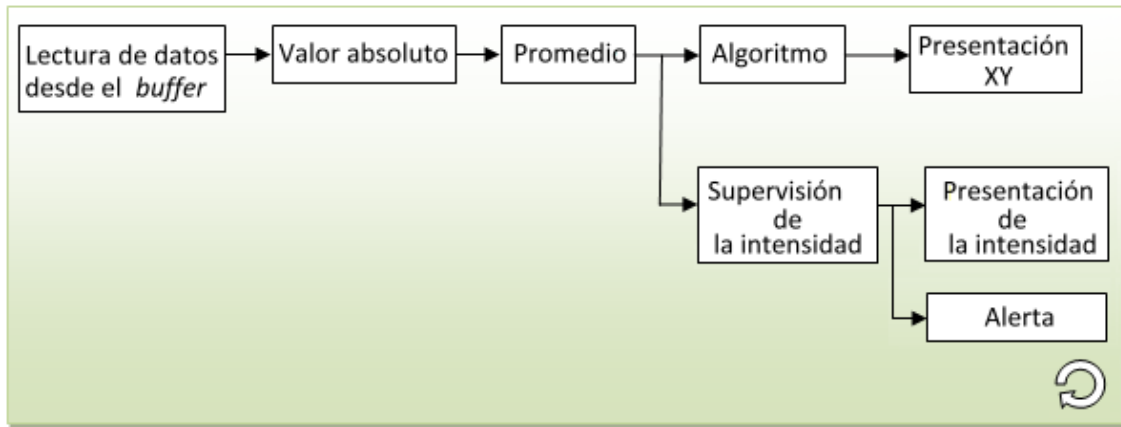 Lectura de datos
desde el buffer
Valor absoluto
Promedio
Algoritmo
Presentación
XY
Supervisión
de
la intensidad
Presentación
de
la intensidad
Alerta